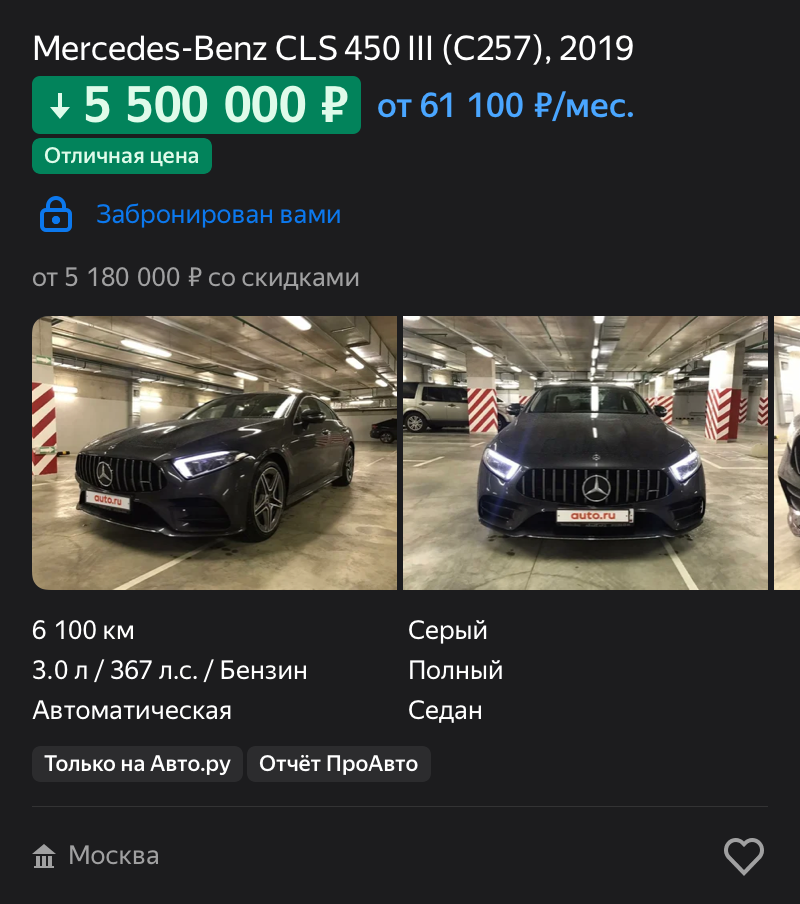 Mercedes-Benz CLS 450 III (C257), 2019
↓ 5 500 000 ₽ от 61 100 ₽/мес.
Отличная цена
Забронирован вами
от 5 180 000 ₽ со скидками
auto.ru
auto.ru
6 100 км Серый
3.0 л / 367 л.с. / Бензин Полный
Автоматическая Седан
Только на Авто.ру Отчёт ПроАвто
Москва